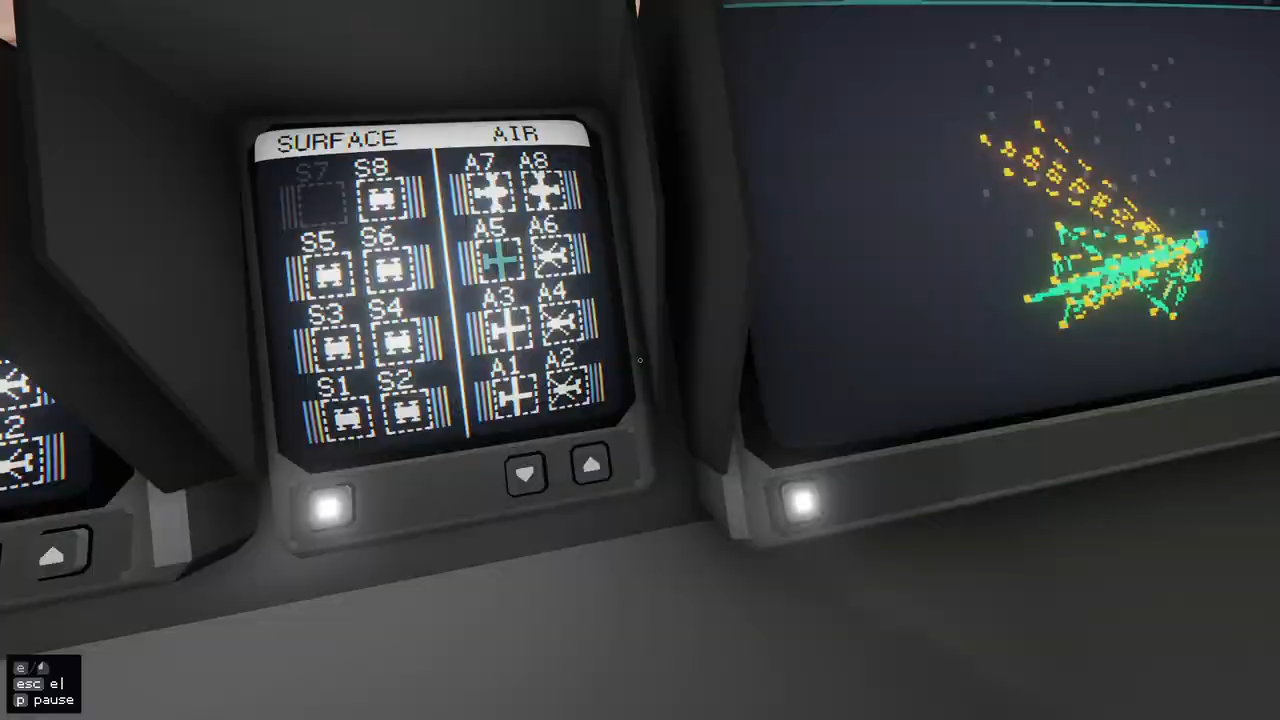 SURFACE AIR
S7 S8 A7 A8
S5 S6 A5 A6
S3 S4 A3 A4
S1 S2 A1 A2
2
e /
esc e|
p pause